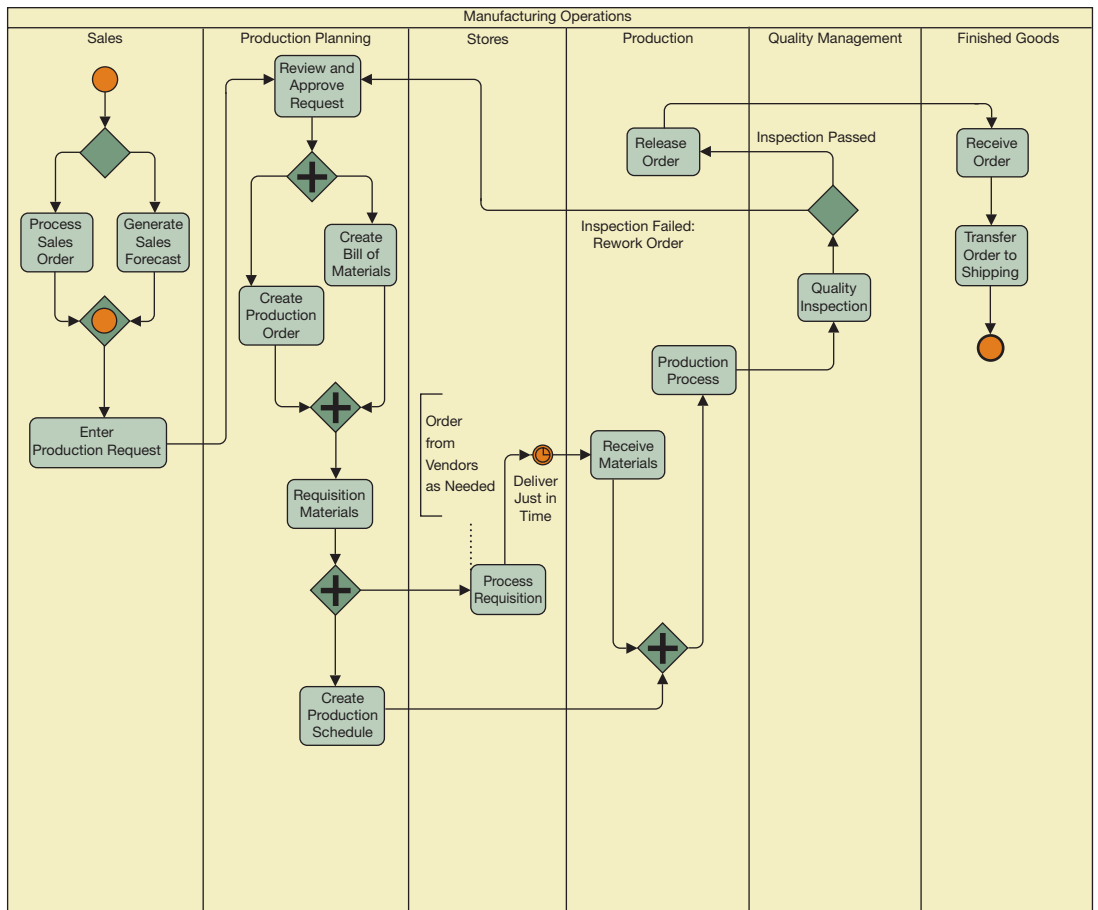 Manufacturing Operations
Sales
Production Planning
Stores
Production
Quality Management
Finished Goods
Process
Sales
Order
Generate
Sales
Forecast
Enter
Production Request
Review and
Approve
Request
Create
Bill of
Materials
Create
Production
Order
Requisition
Materials
Create
Production
Schedule
Order
from
Vendors
as Needed
Process
Requisition
Deliver
Just in
Time
Receive
Materials
Production
Process
Release
Order
Inspection Passed
Inspection Failed:
Rework Order
Quality
Inspection
Receive
Order
Transfer
Order to
Shipping